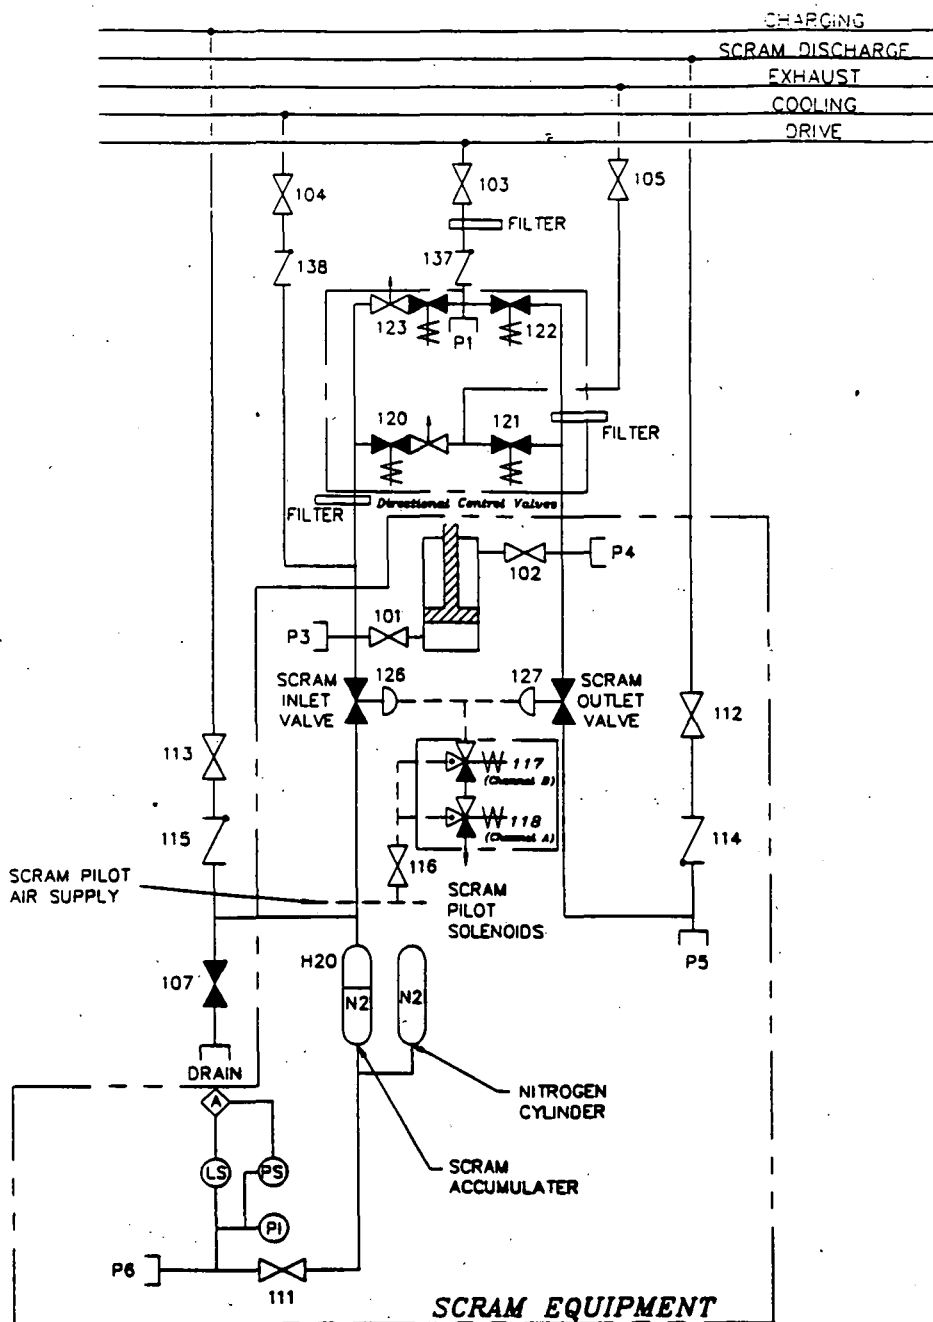 CHARGING
SCRAM DISCHARGE
EXHAUST
COOLING
DRIVE
104
103
105
FILTER
138
137
123
P1
122
120
121
FILTER
FILTER
Directional Control Valves
102
P4
101
P3
126
127
SCRAM
INLET
VALVE
SCRAM
OUTLET
VALVE
112
113
117
(Channel B)
118
(Channel A)
115
114
116
SCRAM PILOT
AIR SUPPLY
SCRAM
PILOT
SOLENOIDS
H20
P5
107
N2
N2
DRAIN
A
NITROGEN
CYLINDER
LS
PS
SCRAM
ACCUMULATER
PI
P6
111
SCRAM EQUIPMENT